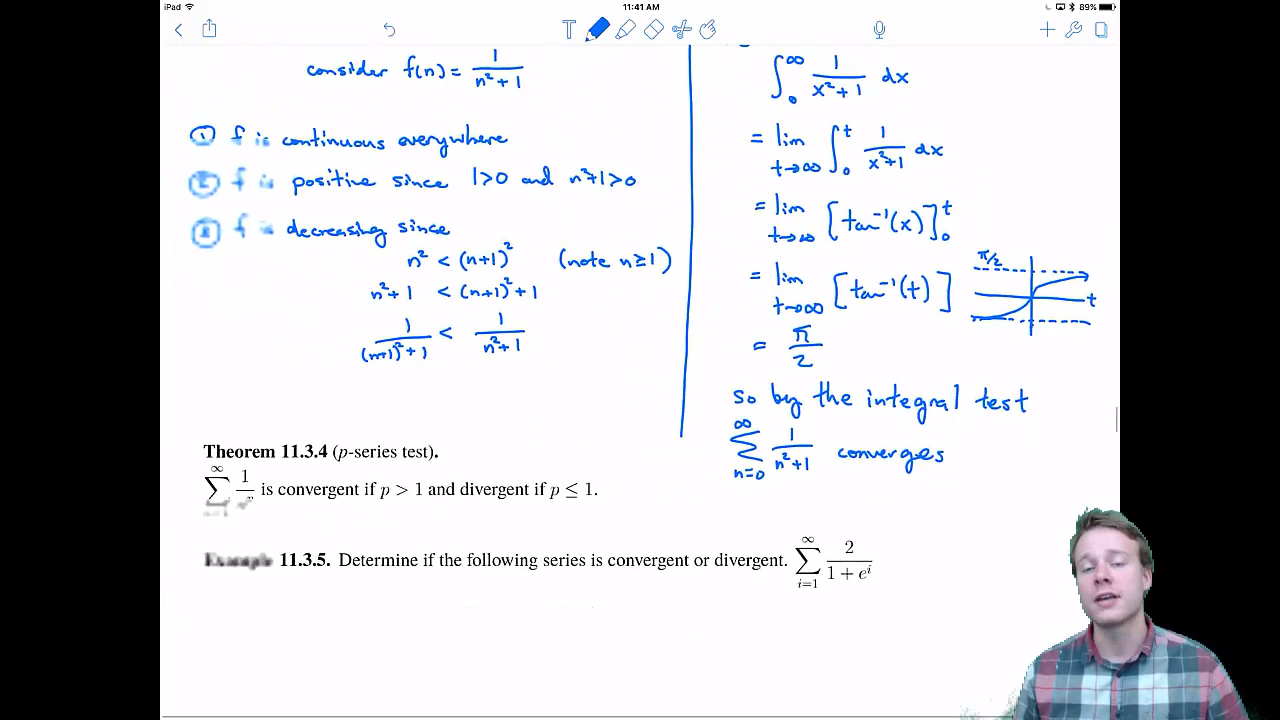 iPad
11:41 AM
89%
consider f(n) = 1/(n²+1)
① f is continuous everywhere
② f is positive since 1>0 and n²+1>0
③ f is decreasing since
n² < (n+1)² (note n≥1)
n²+1 < (n+1)²+1
1/((n+1)²+1) < 1/(n²+1)
∫₀^∞ 1/(x²+1) dx
= lim t→∞ ∫₀^t 1/(x²+1) dx
= lim t→∞ [tan⁻¹(x)]₀^t
= lim t→∞ [tan⁻¹(t)]
π/2
t
= π/2
so by the integral test
∑ n=0 ∞ 1/(n²+1) converges
Theorem 11.3.4 (p-series test).
∑ ∞ 1 is convergent if p > 1 and divergent if p ≤ 1.
Example 11.3.5. Determine if the following series is convergent or divergent. ∑ i=1 ∞ 2/(1 + eⁱ)